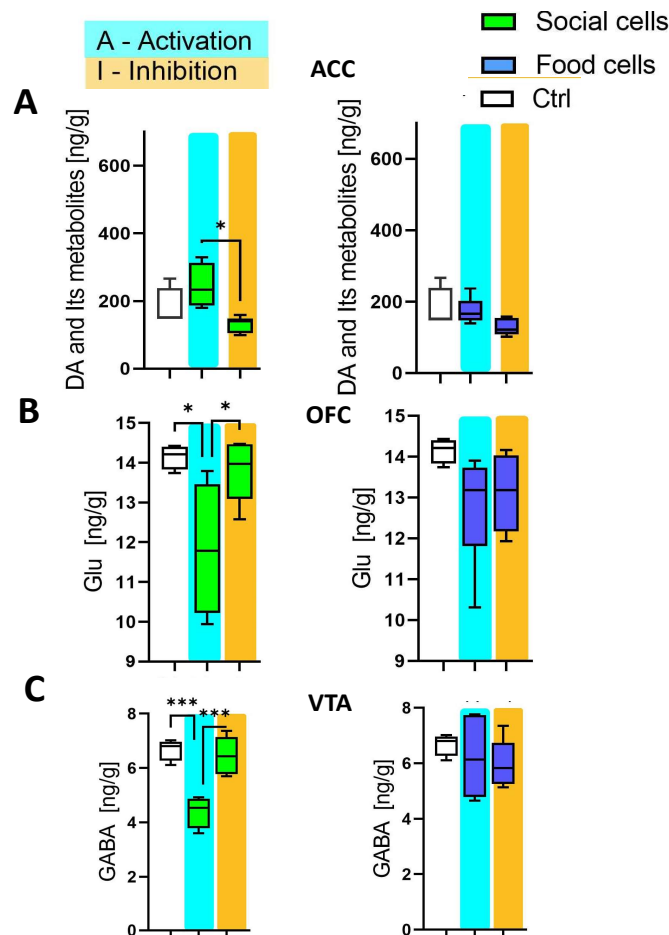 A - Activation
I - Inhibition
Social cells
Food cells
Ctrl
ACC
A
DA and Its metabolites [ng/g]
600
400
200
0
*
DA and Its metabolites [ng/g]
600
400
200
0
B
OFC
Glu [ng/g]
15
14
13
12
11
10
9
* *
Glu [ng/g]
15
14
13
12
11
10
9
C
VTA
GABA [ng/g]
8
6
4
2
0
*** ***
GABA [ng/g]
8
6
4
2
0